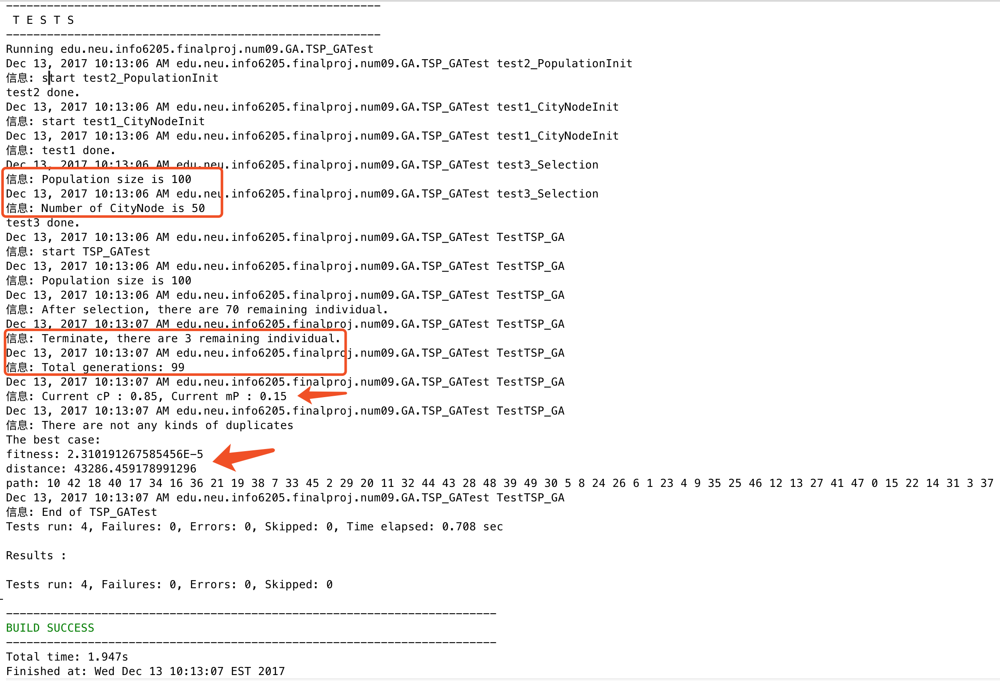 T E S T S
Running edu.neu.info6205.finalproj.num09.GA.TSP_GATest
Dec 13, 2017 10:13:06 AM edu.neu.info6205.finalproj.num09.GA.TSP_GATest test2_PopulationInit
信息: start test2_PopulationInit
test2 done.
Dec 13, 2017 10:13:06 AM edu.neu.info6205.finalproj.num09.GA.TSP_GATest test1_CityNodeInit
信息: start test1_CityNodeInit
Dec 13, 2017 10:13:06 AM edu.neu.info6205.finalproj.num09.GA.TSP_GATest test1_CityNodeInit
信息: test1 done.
Dec 13, 2017 10:13:06 AM edu.neu.info6205.finalproj.num09.GA.TSP_GATest test3_Selection
信息: Population size is 100
Dec 13, 2017 10:13:06 AM edu.neu.info6205.finalproj.num09.GA.TSP_GATest test3_Selection
信息: Number of CityNode is 50
test3 done.
Dec 13, 2017 10:13:06 AM edu.neu.info6205.finalproj.num09.GA.TSP_GATest TestTSP_GA
信息: start TSP_GATest
Dec 13, 2017 10:13:06 AM edu.neu.info6205.finalproj.num09.GA.TSP_GATest TestTSP_GA
信息: Population size is 100
Dec 13, 2017 10:13:06 AM edu.neu.info6205.finalproj.num09.GA.TSP_GATest TestTSP_GA
信息: After selection, there are 70 remaining individual.
Dec 13, 2017 10:13:07 AM edu.neu.info6205.finalproj.num09.GA.TSP_GATest TestTSP_GA
信息: Terminate, there are 3 remaining individual.
Dec 13, 2017 10:13:07 AM edu.neu.info6205.finalproj.num09.GA.TSP_GATest TestTSP_GA
信息: Total generations: 99
Dec 13, 2017 10:13:07 AM edu.neu.info6205.finalproj.num09.GA.TSP_GATest TestTSP_GA
信息: Current cP : 0.85, Current mP : 0.15
Dec 13, 2017 10:13:07 AM edu.neu.info6205.finalproj.num09.GA.TSP_GATest TestTSP_GA
信息: There are not any kinds of duplicates
The best case:
fitness: 2.310191267585456E-5
distance: 43286.459178991296
path: 10 42 18 40 17 34 16 36 21 19 38 7 33 45 2 29 20 11 32 44 43 28 48 39 49 30 5 8 24 26 6 1 23 4 9 35 25 46 12 13 27 41 47 0 15 22 14 31 3 37
Dec 13, 2017 10:13:07 AM edu.neu.info6205.finalproj.num09.GA.TSP_GATest TestTSP_GA
信息: End of TSP_GATest
Tests run: 4, Failures: 0, Errors: 0, Skipped: 0, Time elapsed: 0.708 sec
Results :
Tests run: 4, Failures: 0, Errors: 0, Skipped: 0
BUILD SUCCESS
Total time: 1.947s
Finished at: Wed Dec 13 10:13:07 EST 2017